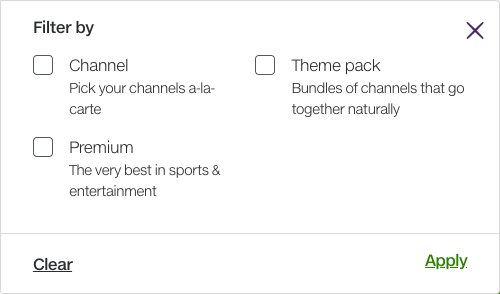 Filter by
Channel
Pick your channels a-la-
carte
Theme pack
Bundles of channels that go
together naturally
Premium
The very best in sports &
entertainment
Clear
Apply